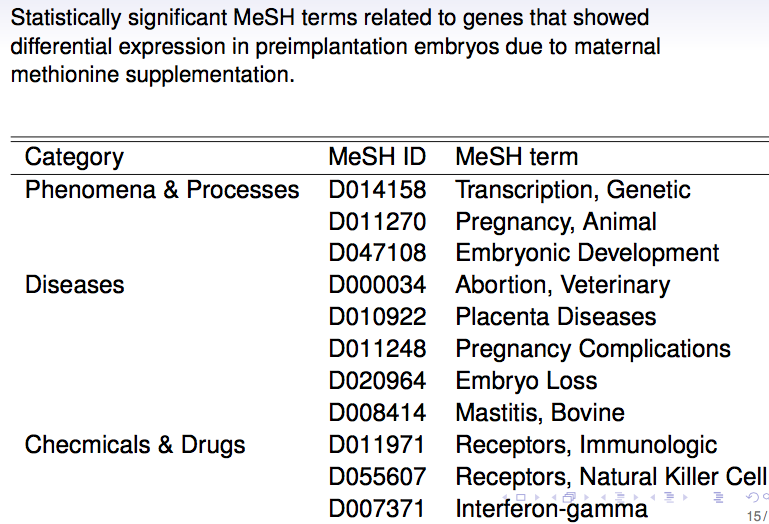 Statistically significant MeSH terms related to genes that showed
differential expression in preimplantation embryos due to maternal
methionine supplementation.
Category MeSH ID MeSH term
Phenomena & Processes D014158 Transcription, Genetic
D011270 Pregnancy, Animal
D047108 Embryonic Development
Diseases D000034 Abortion, Veterinary
D010922 Placenta Diseases
D011248 Pregnancy Complications
D020964 Embryo Loss
D008414 Mastitis, Bovine
Checmicals & Drugs D011971 Receptors, Immunologic
D055607 Receptors, Natural Killer Cell
D007371 Interferon-gamma
15/